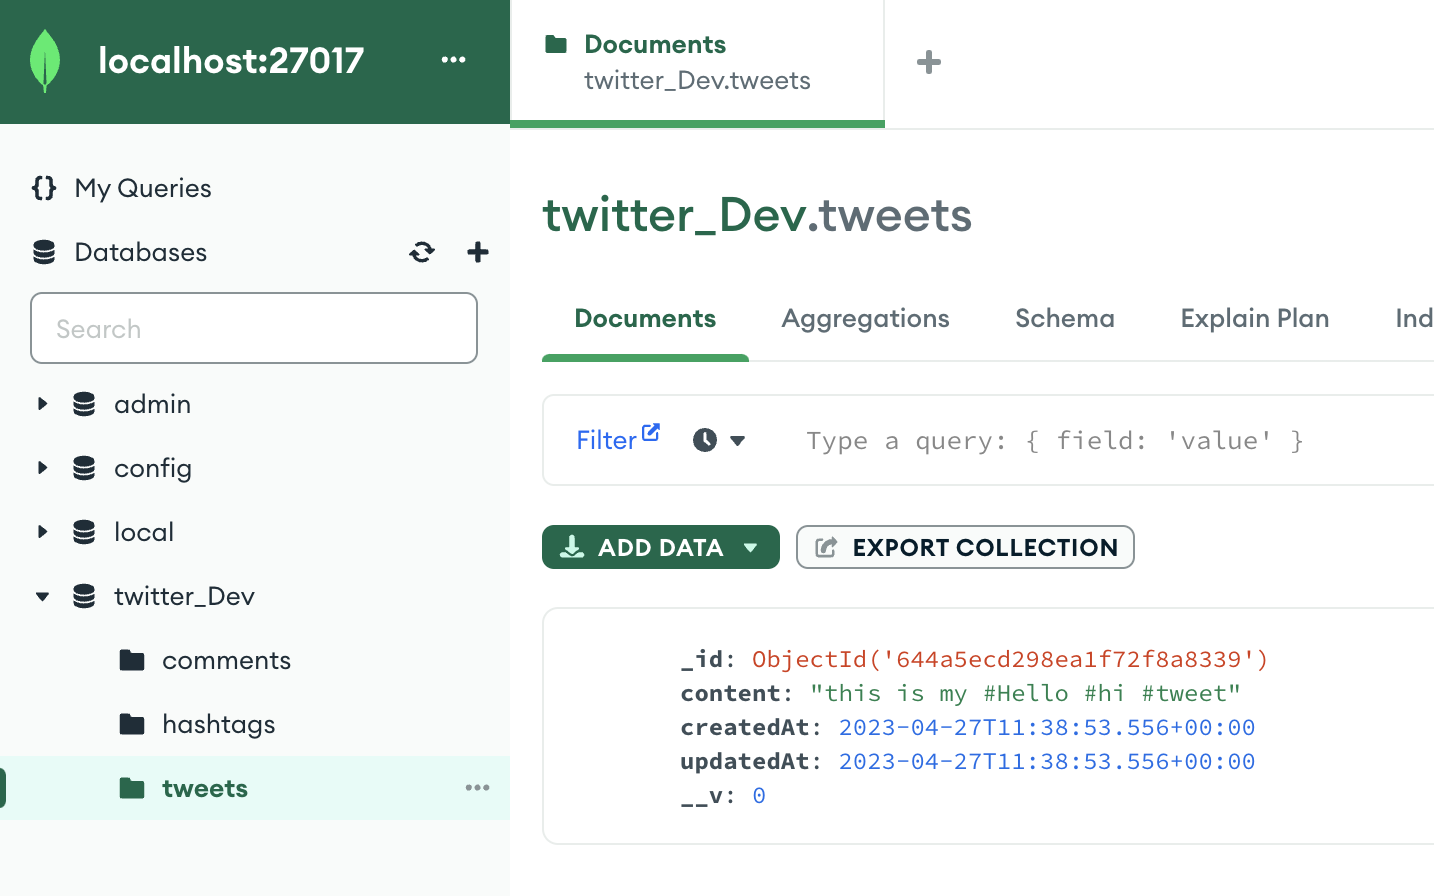 localhost:27017
Documents
twitter_Dev.tweets
My Queries
Databases
Search
admin
config
local
twitter_Dev
comments
hashtags
tweets
twitter_Dev.tweets
Documents Aggregations Schema Explain Plan Ind
Filter Type a query: { field: 'value' }
ADD DATA EXPORT COLLECTION
_id: ObjectId('644a5ecd298ea1f72f8a8339')
content: "this is my #Hello #hi #tweet"
createdAt: 2023-04-27T11:38:53.556+00:00
updatedAt: 2023-04-27T11:38:53.556+00:00
__v: 0